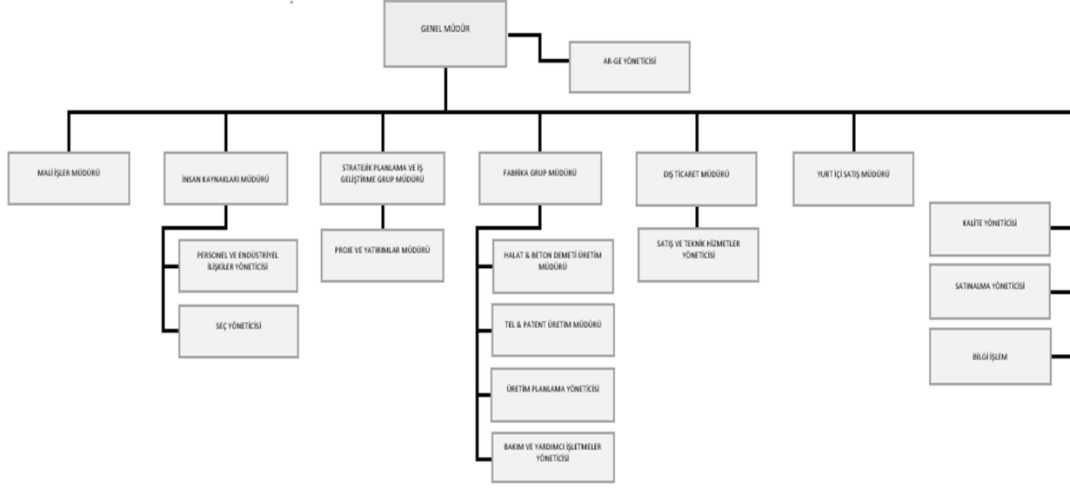 GENEL MÜDÜR
AR-GE YÖNETİCİSİ
MALİ İŞLER MÜDÜRÜ
İNSAN KAYNAKLARI MÜDÜRÜ
STRATEJİK PLANLAMA VE İŞ
GELİŞTİRME GRUP MÜDÜRÜ
FABRİKA GRUP MÜDÜRÜ
DIŞ TİCARET MÜDÜRÜ
YURT İÇİ SATIŞ MÜDÜRÜ
PERSONEL VE ENDÜSTRİYEL
İLİŞKİLER YÖNETİCİSİ
SEÇ YÖNETİCİSİ
PROJE VE YATIRIMLAR MÜDÜRÜ
HALAT & BETON DEMETİ ÜRETİM
MÜDÜRÜ
TEL & PATENT ÜRETİM MÜDÜRÜ
ÜRETİM PLANLAMA YÖNETİCİSİ
BAKIM VE YARDIMCI İŞLETMELER
YÖNETİCİSİ
SATIŞ VE TEKNİK HİZMETLER
YÖNETİCİSİ
KALİTE YÖNETİCİSİ
SATINALMA YÖNETİCİSİ
BİLGİ İŞLEM